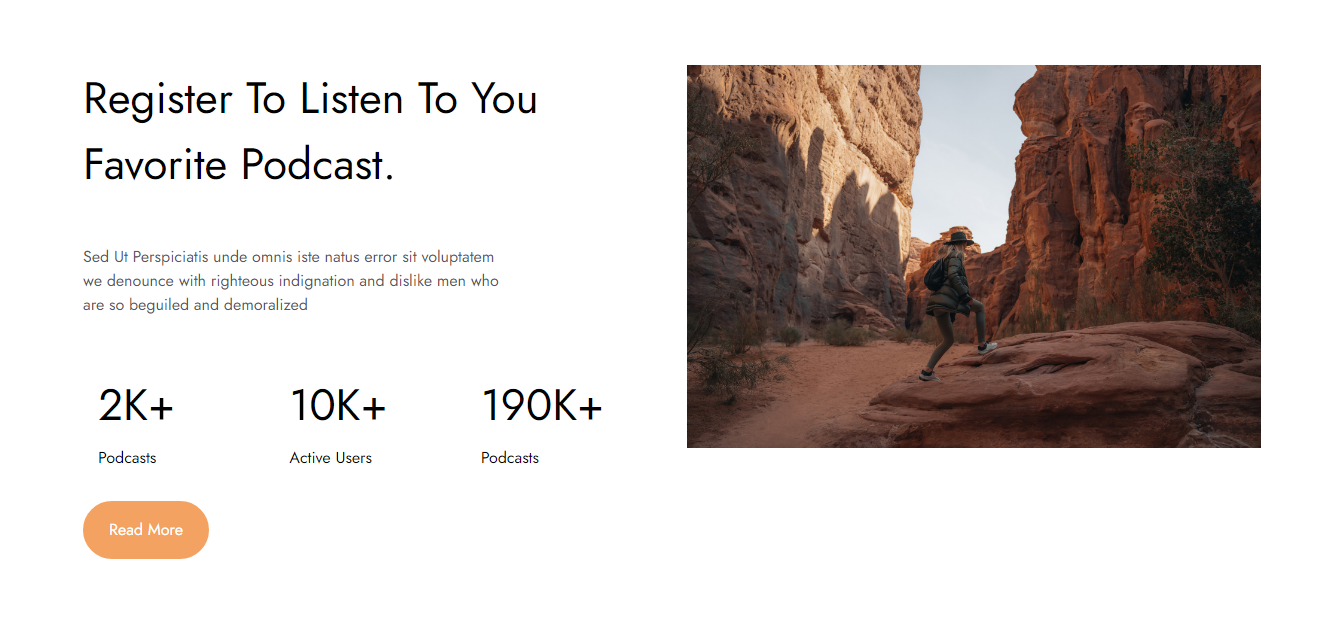 Register To Listen To You
Favorite Podcast.
Sed Ut Perspiciatis unde omnis iste natus error sit voluptatem
we denounce with righteous indignation and dislike men who
are so beguiled and demoralized
2K+
Podcasts
10K+
Active Users
190K+
Podcasts
Read More